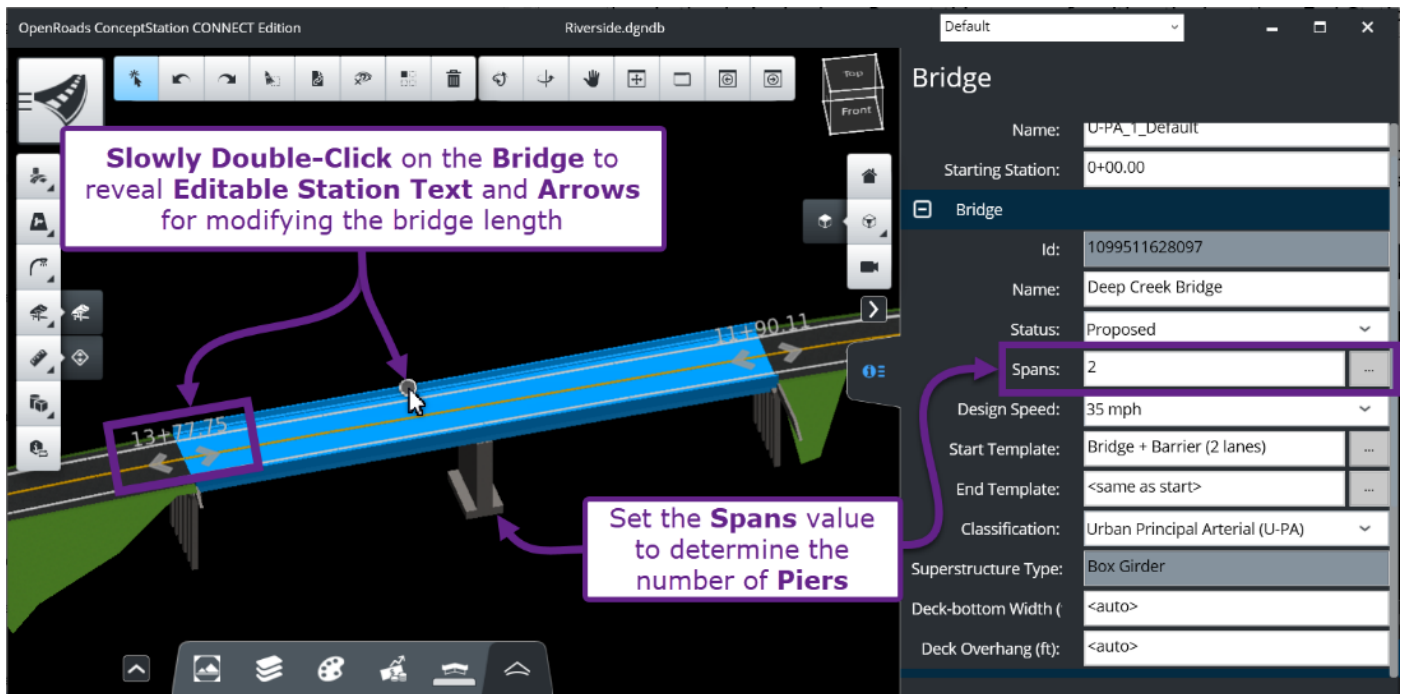 OpenRoads ConceptStation CONNECT Edition
Riverside.dgndb
Default
Top
Front
Slowly Double-Click on the Bridge to
reveal Editable Station Text and Arrows
for modifying the bridge length
11+90.11
13+77.75
Set the Spans value
to determine the
number of Piers
Bridge
Name: U-PA_1_Default
Starting Station: 0+00.00
Bridge
Id: 1099511628097
Name: Deep Creek Bridge
Status: Proposed
Spans: 2 ...
Design Speed: 35 mph
Start Template: Bridge + Barrier (2 lanes) ...
End Template: <same as start> ...
Classification: Urban Principal Arterial (U-PA)
Superstructure Type: Box Girder
Deck-bottom Width ( <auto>
Deck Overhang (ft): <auto>